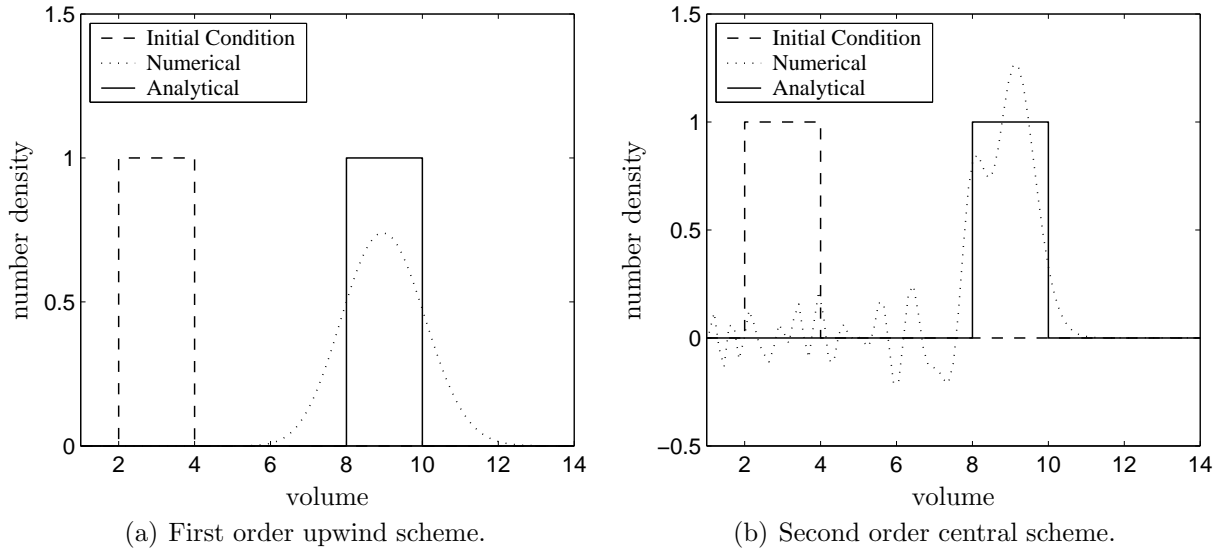 1.5
1
0.5
0
2
4
6
8
10
12
14
number density
volume
Initial Condition
Numerical
Analytical
(a) First order upwind scheme.
1.5
1
0.5
0
−0.5
2
4
6
8
10
12
14
number density
volume
Initial Condition
Numerical
Analytical
(b) Second order central scheme.